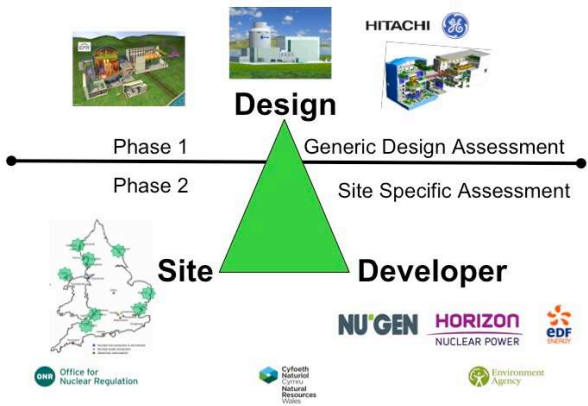 HITACHI
Design
Phase 1
Generic Design Assessment
Phase 2
Site Specific Assessment
Site
Developer
NUGEN
HORIZON
NUCLEAR POWER
eDF
ENERGY
ONR
Office for
Nuclear Regulation
Cyfoeth
Naturiol
Cymru
Natural
Resources
Wales
Environment
Agency